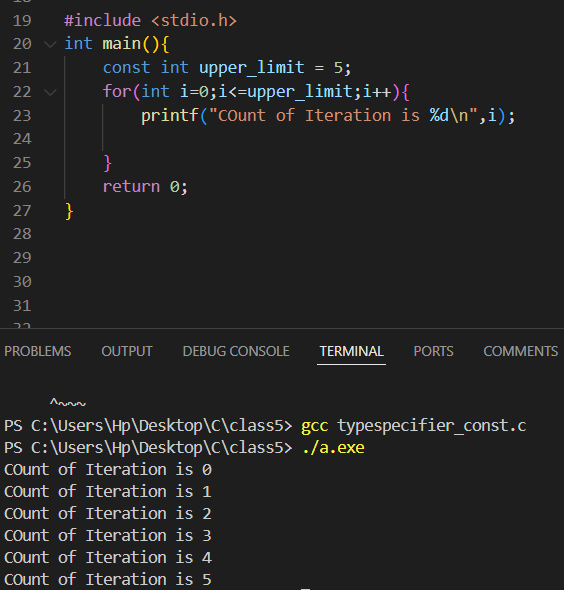 19 #include <stdio.h>
20 int main(){
21 const int upper_limit = 5;
22 for(int i=0;i<=upper_limit;i++){
23 printf("COunt of Iteration is %d\n",i);
24
25 }
26 return 0;
27 }
28
29
30
31
PROBLEMS OUTPUT DEBUG CONSOLE TERMINAL PORTS COMMENTS
^~~~~
PS C:\Users\Hp\Desktop\C\class5> gcc typespecifier_const.c
PS C:\Users\Hp\Desktop\C\class5> ./a.exe
COunt of Iteration is 0
COunt of Iteration is 1
COunt of Iteration is 2
COunt of Iteration is 3
COunt of Iteration is 4
COunt of Iteration is 5